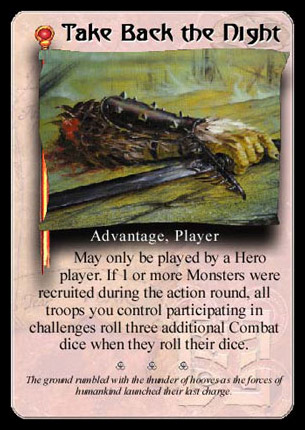 Take Back the Night
Advantage, Player
May only be played by a Hero
player. If 1 or more Monsters were
recruited during the action round, all
troops you control participating in
challenges roll three additional Combat
dice when they roll their dice.
The ground rumbled with the thunder of hooves as the forces of
humankind launched their last charge.